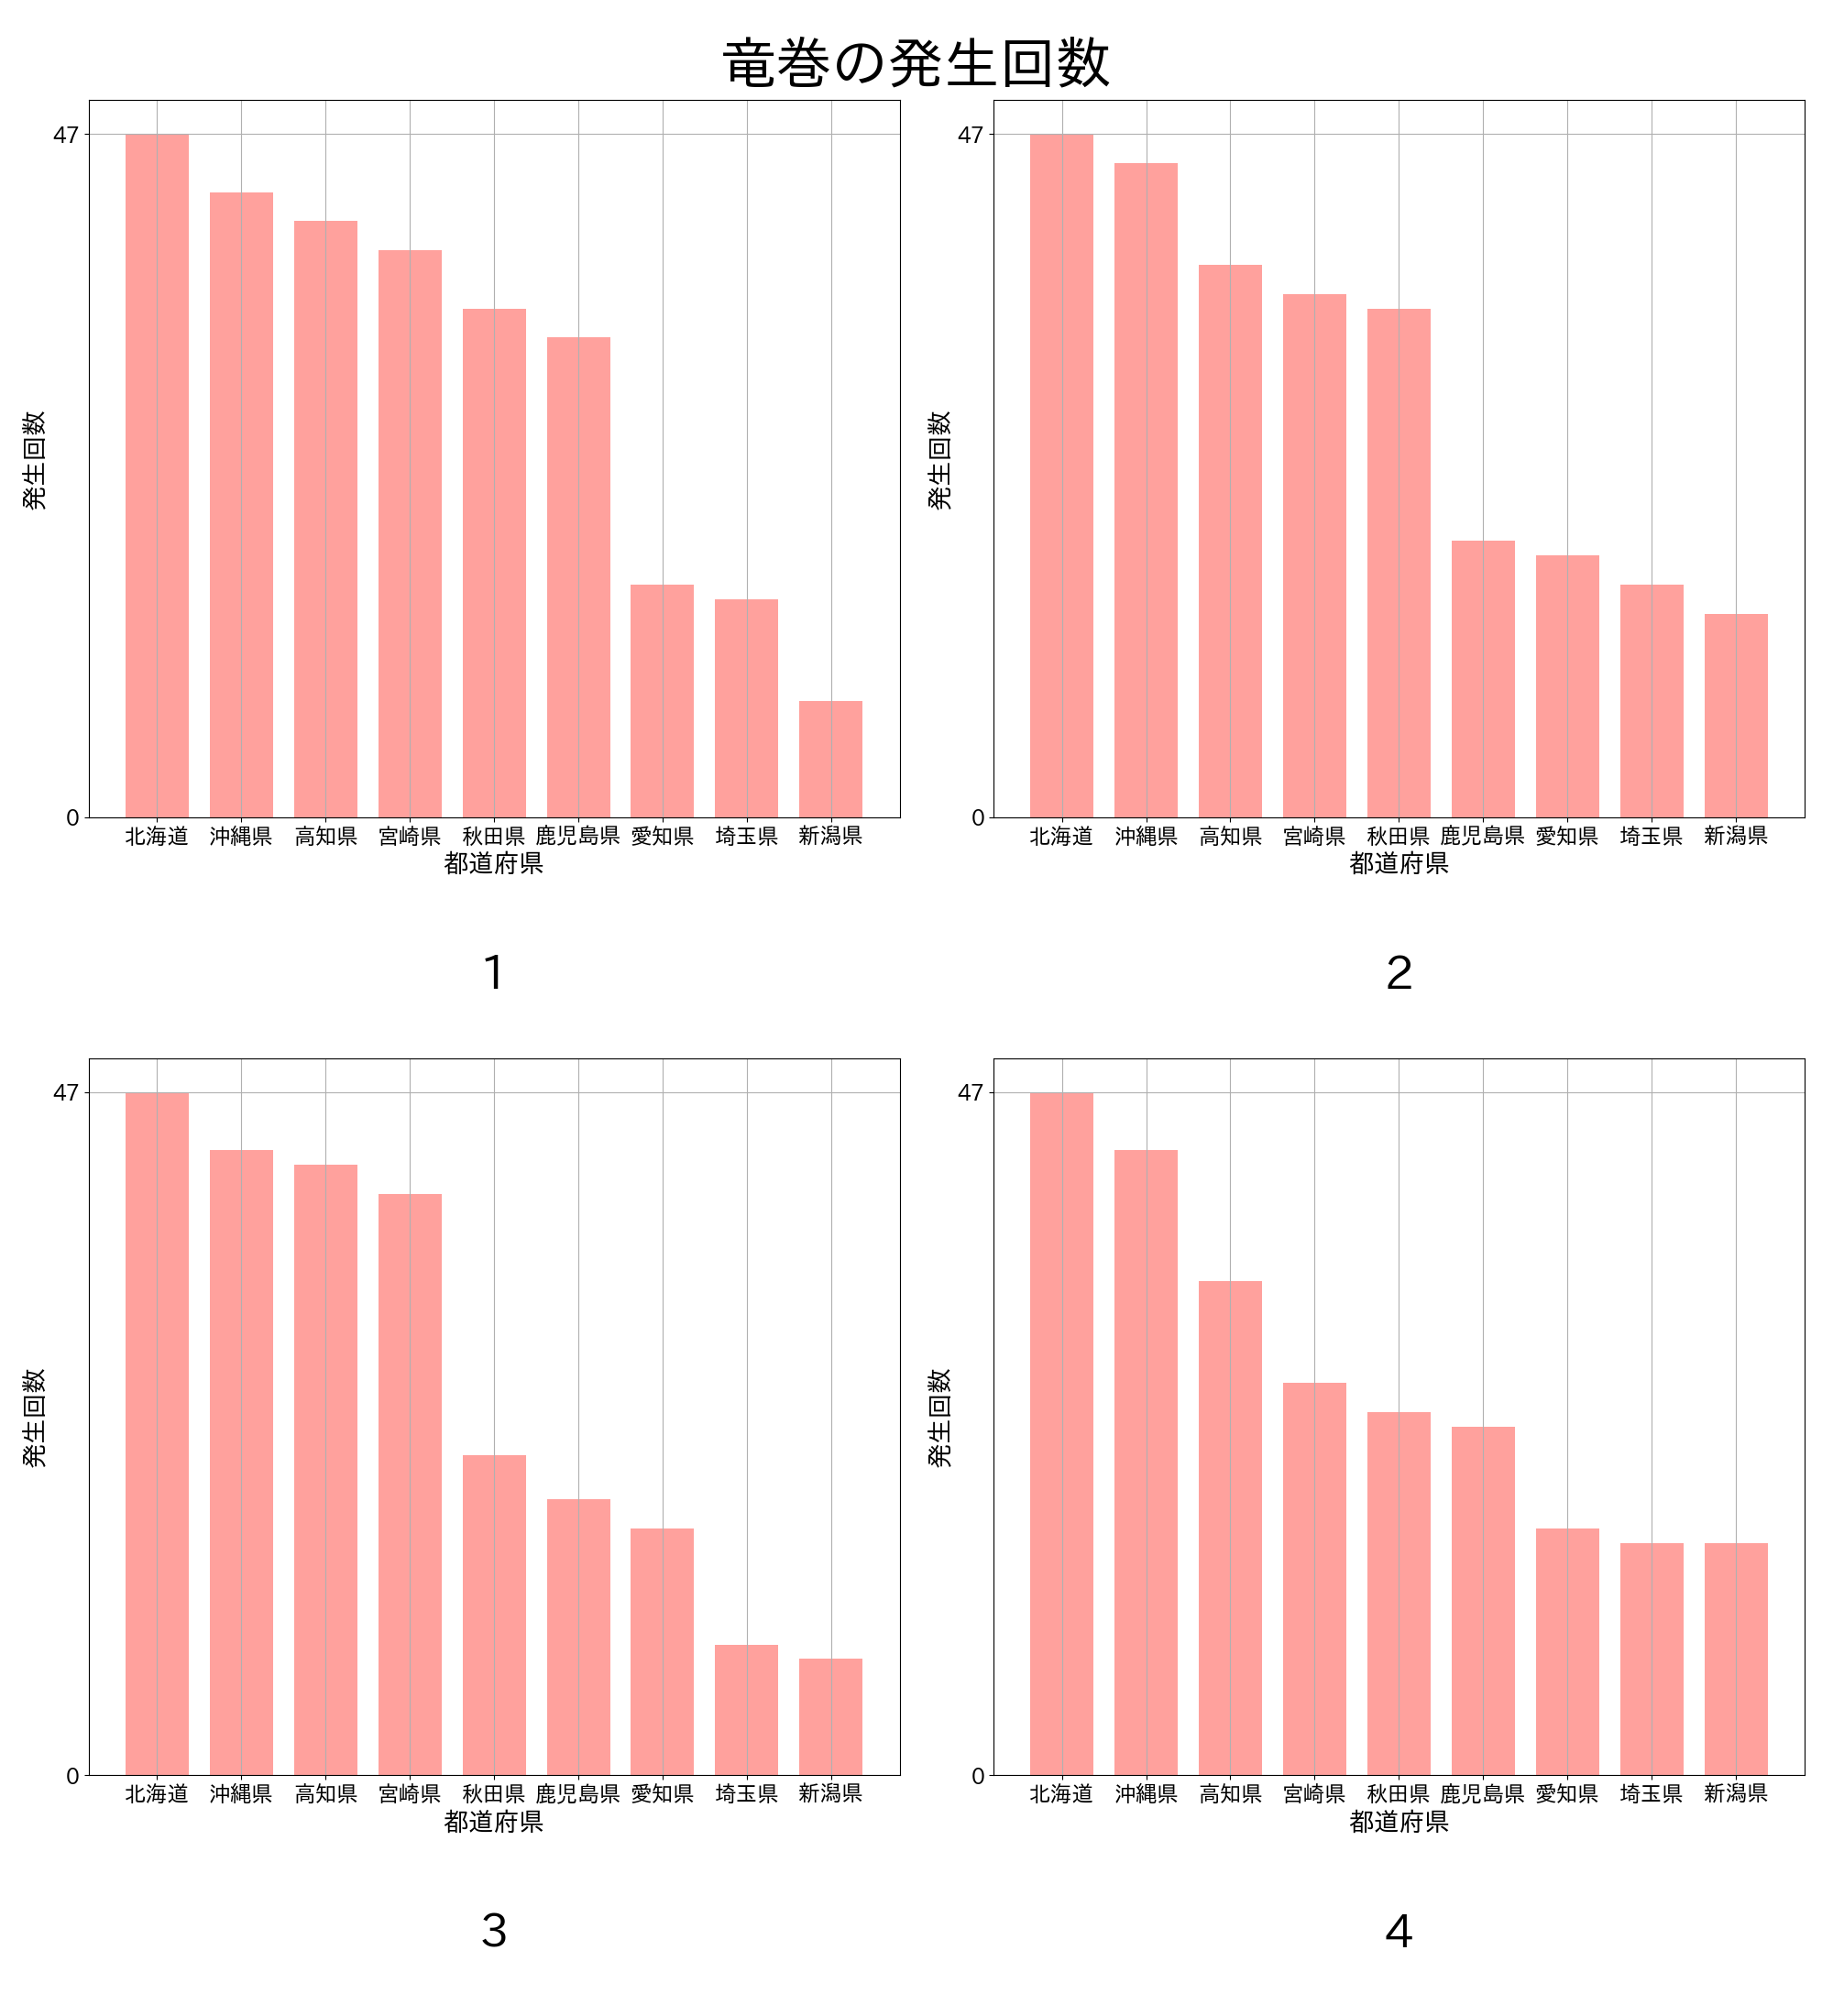 竜巻の発生回数
47
0
発生回数
北海道 沖縄県 高知県 宮崎県 秋田県 鹿児島県 愛知県 埼玉県 新潟県
都道府県
1
47
0
発生回数
北海道 沖縄県 高知県 宮崎県 秋田県 鹿児島県 愛知県 埼玉県 新潟県
都道府県
2
47
0
発生回数
北海道 沖縄県 高知県 宮崎県 秋田県 鹿児島県 愛知県 埼玉県 新潟県
都道府県
3
47
0
発生回数
北海道 沖縄県 高知県 宮崎県 秋田県 鹿児島県 愛知県 埼玉県 新潟県
都道府県
4